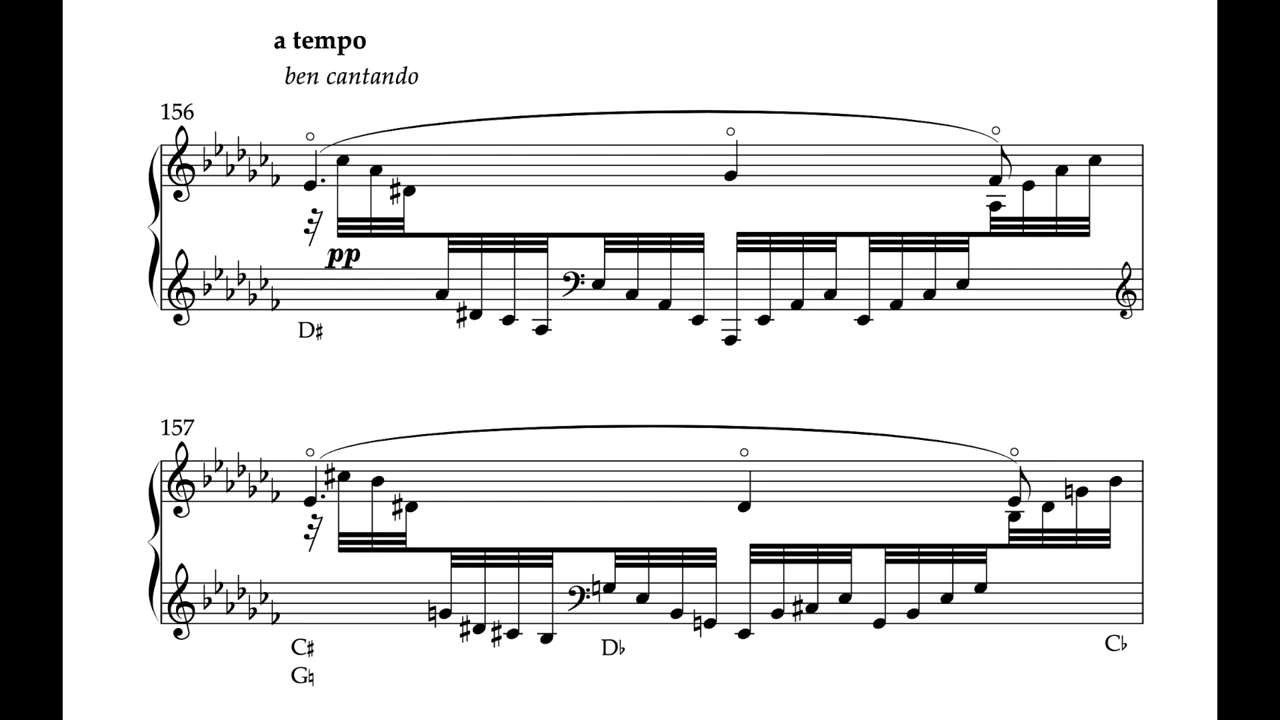 a tempo
ben cantando
156
pp
D♯
157
C♯ D♭ C♭
G♮